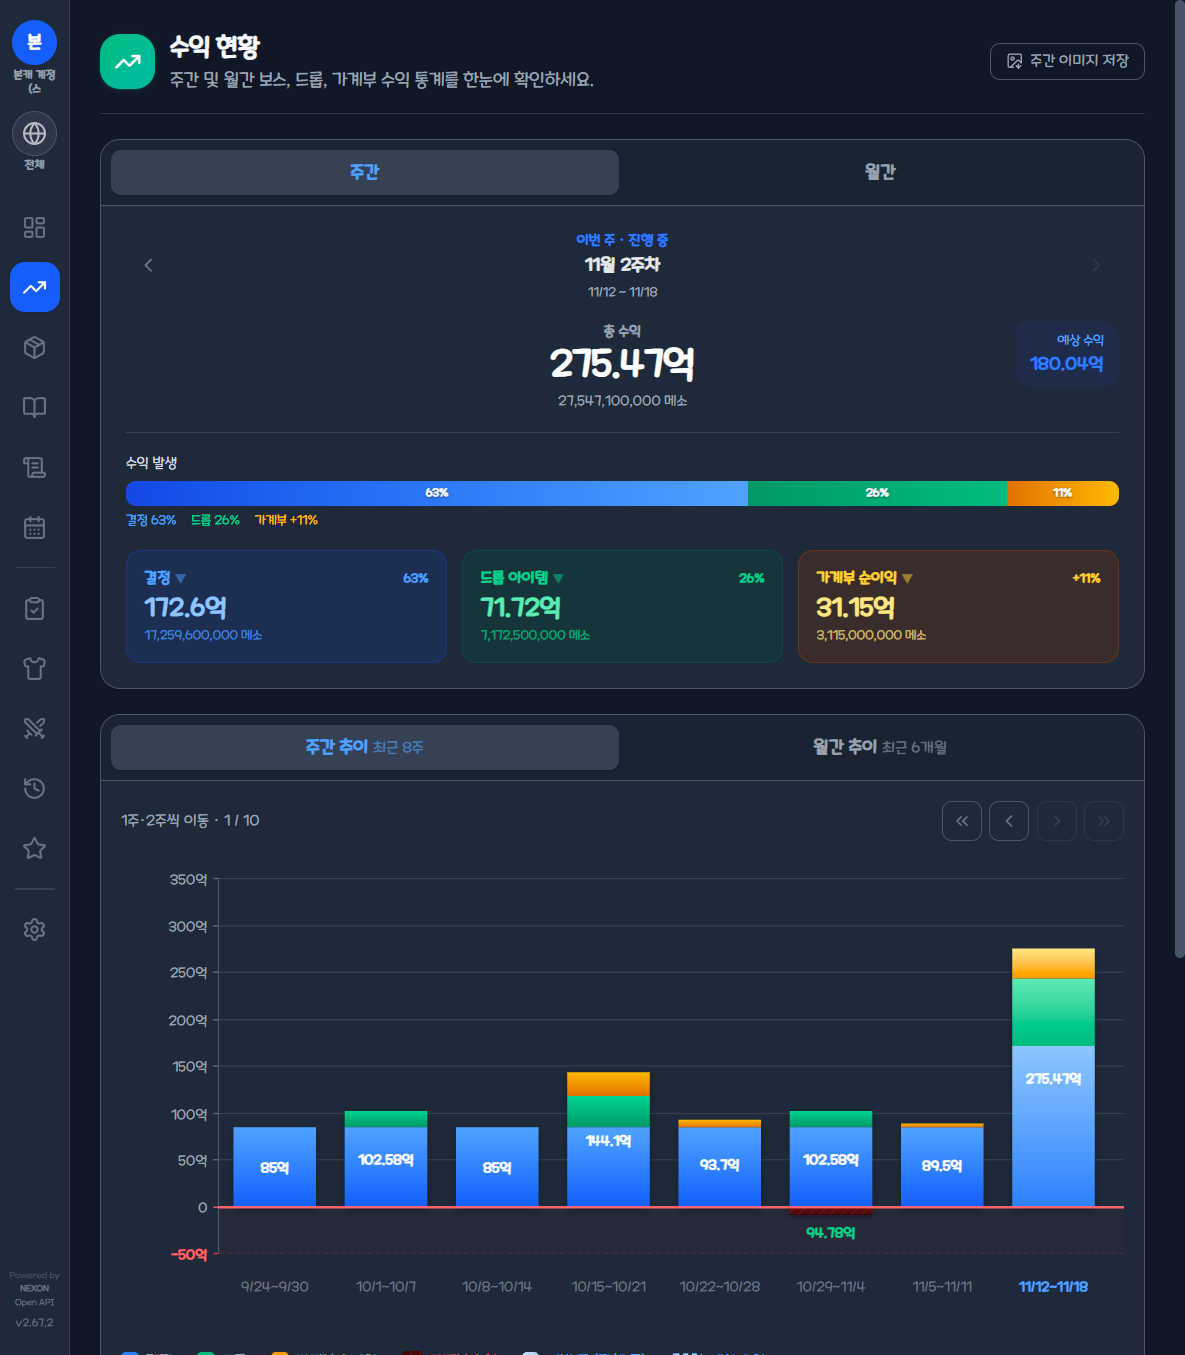 본
본캐 계정
(스
전체
Powered by
NEXON
Open API
v2.67.2
수익 현황
주간 및 월간 보스, 드롭, 가계부 수익 통계를 한눈에 확인하세요.
주간 이미지 저장
주간
월간
이번 주 · 진행 중
11월 2주차
11/12 ~ 11/18
총 수익
275.47억
27,547,100,000 메소
예상 수익
180.04억
수익 발생
63%
26%
11%
결정 63%
드롭 26%
가계부 +11%
결정 ▼
63%
172.6억
17,259,600,000 메소
드롭 아이템 ▼
26%
71.72억
7,172,500,000 메소
가계부 순이익 ▼
+11%
31.15억
3,115,000,000 메소
주간 추이 최근 8주
월간 추이 최근 6개월
1주·2주씩 이동 · 1 / 10
350억
300억
250억
200억
150억
100억
50억
0
-50억
85억
102.58억
85억
144.1억
93.7억
102.58억
94.78억
89.5억
275.47억
9/24~9/30
10/1~10/7
10/8~10/14
10/15~10/21
10/22~10/28
10/29~11/4
11/5~11/11
11/12~11/18